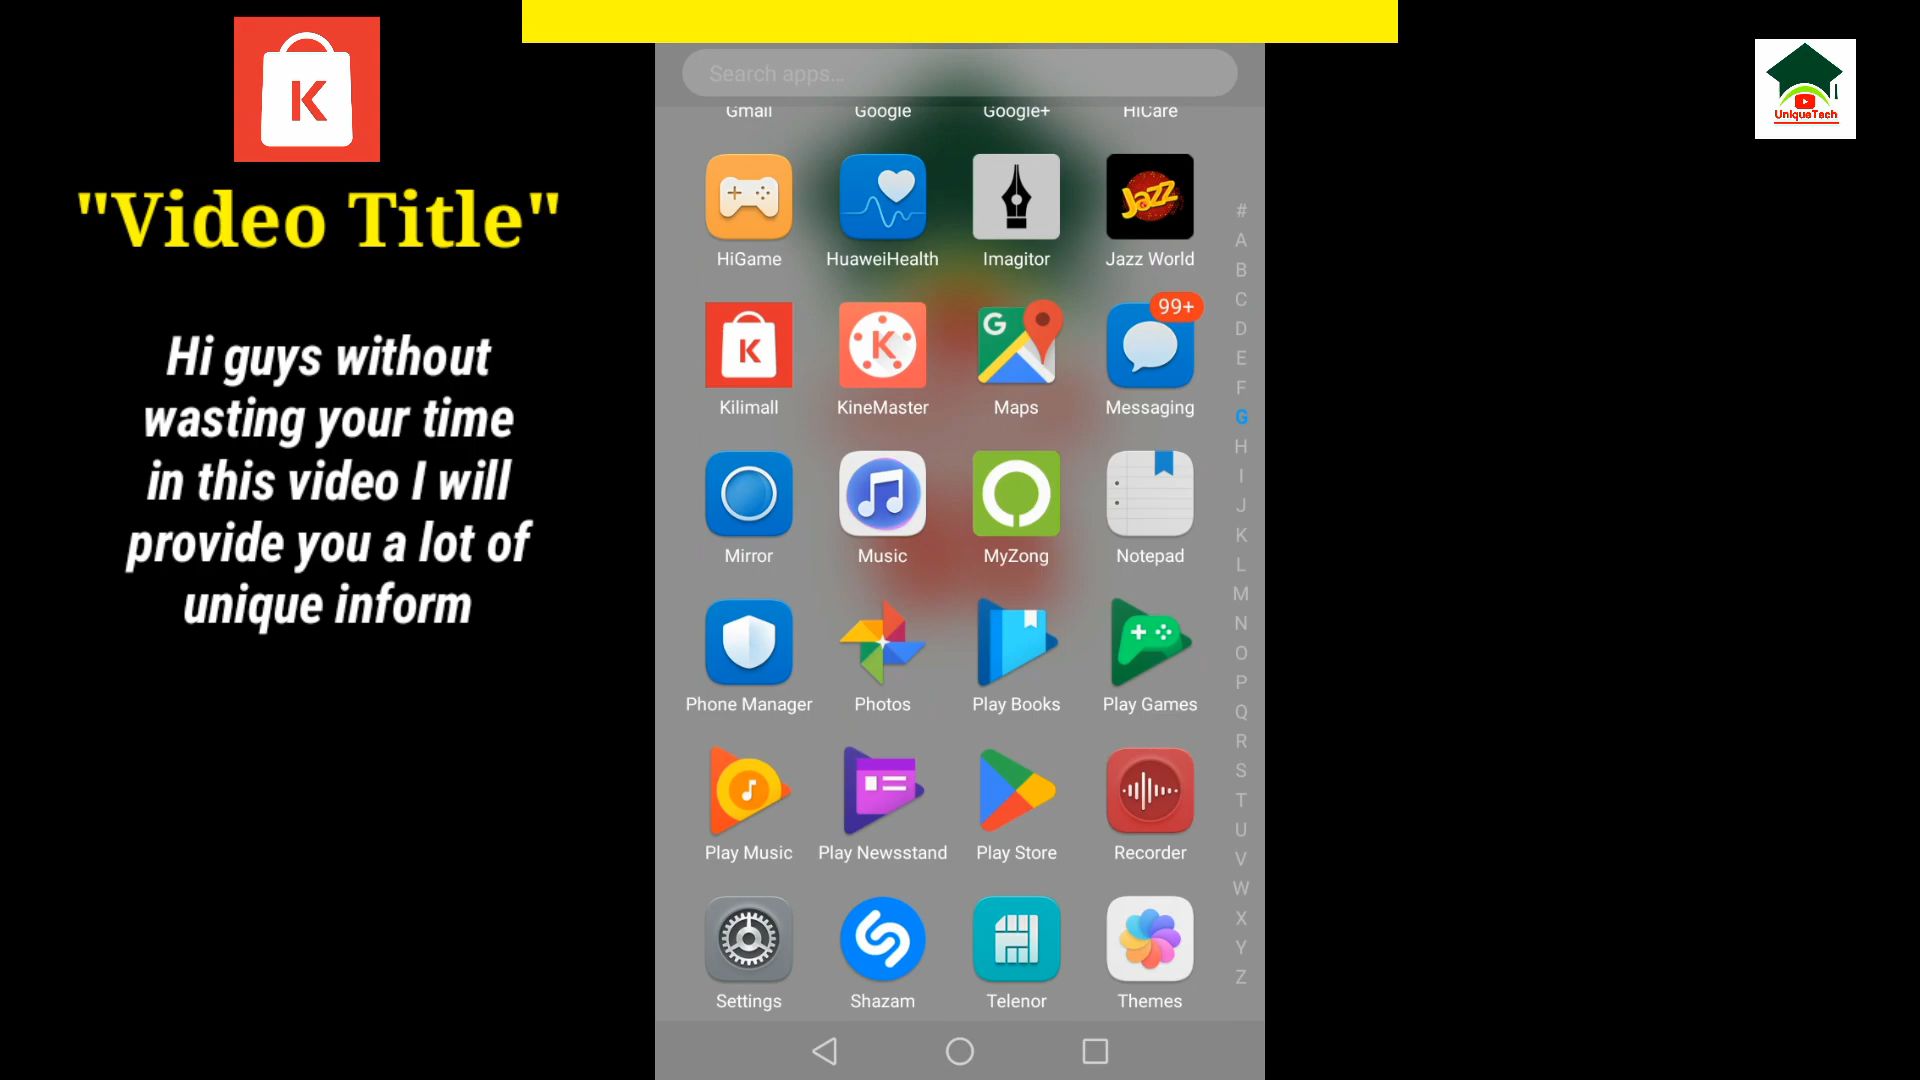 K
"Video Title"
Hi guys without
wasting your time
in this video I will
provide you a lot of
unique inform
UniqueTech
Search apps...
Gmail Google Google+ HiCare
Jazz
HiGame HuaweiHealth Imagitor Jazz World
K K G 99+
Kilimall KineMaster Maps Messaging
Mirror Music MyZong Notepad
Phone Manager Photos Play Books Play Games
Play Music Play Newsstand Play Store Recorder
Settings Shazam Telenor Themes
#
A
B
C
D
E
F
G
H
I
J
K
L
M
N
O
P
Q
R
S
T
U
V
W
X
Y
Z